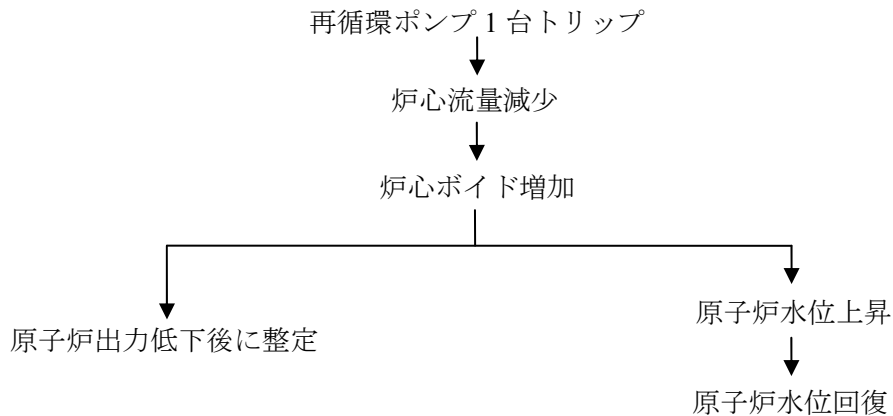 再循環ポンプ 1 台トリップ
炉心流量減少
炉心ボイド増加
原子炉出力低下後に整定
原子炉水位上昇
原子炉水位回復